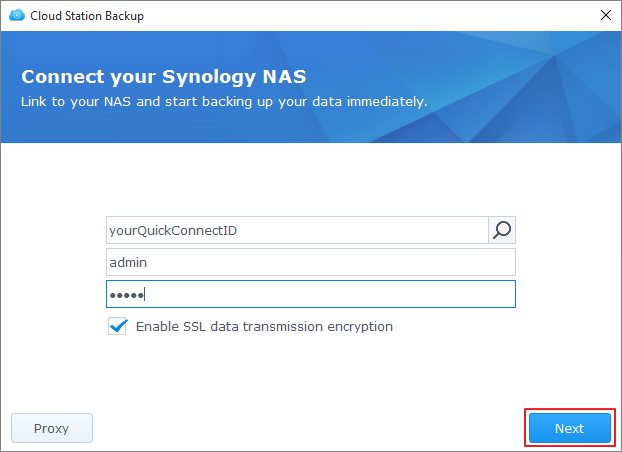 Cloud Station Backup
Connect your Synology NAS
Link to your NAS and start backing up your data immediately.
yourQuickConnectID
admin
●●●●●
Enable SSL data transmission encryption
Proxy
Next